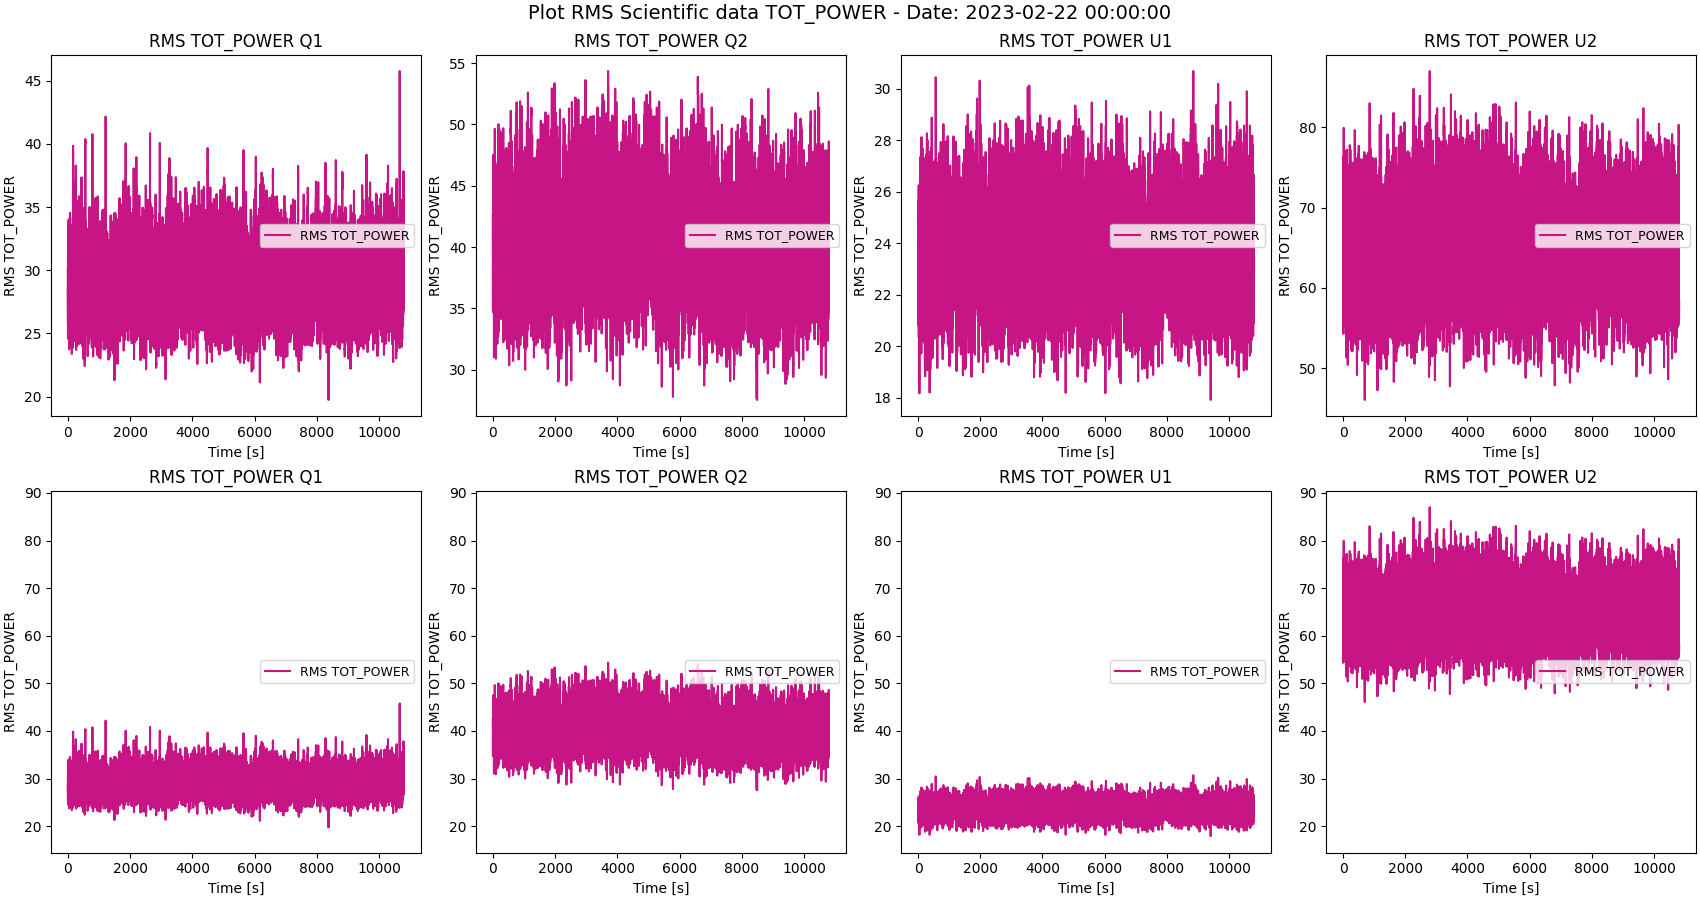 Plot RMS Scientific data TOT_POWER - Date: 2023-02-22 00:00:00
RMS TOT_POWER Q1
RMS TOT_POWER
45
40
35
30
25
20
RMS TOT_POWER
0 2000 4000 6000 8000 10000
Time [s]
RMS TOT_POWER Q2
RMS TOT_POWER
55
50
45
40
35
30
RMS TOT_POWER
0 2000 4000 6000 8000 10000
Time [s]
RMS TOT_POWER U1
RMS TOT_POWER
30
28
26
24
22
20
18
RMS TOT_POWER
0 2000 4000 6000 8000 10000
Time [s]
RMS TOT_POWER U2
RMS TOT_POWER
80
70
60
50
RMS TOT_POWER
0 2000 4000 6000 8000 10000
Time [s]
RMS TOT_POWER Q1
RMS TOT_POWER
90
80
70
60
50
40
30
20
RMS TOT_POWER
0 2000 4000 6000 8000 10000
Time [s]
RMS TOT_POWER Q2
RMS TOT_POWER
90
80
70
60
50
40
30
20
RMS TOT_POWER
0 2000 4000 6000 8000 10000
Time [s]
RMS TOT_POWER U1
RMS TOT_POWER
90
80
70
60
50
40
30
20
RMS TOT_POWER
0 2000 4000 6000 8000 10000
Time [s]
RMS TOT_POWER U2
RMS TOT_POWER
90
80
70
60
50
40
30
20
RMS TOT_POWER
0 2000 4000 6000 8000 10000
Time [s]